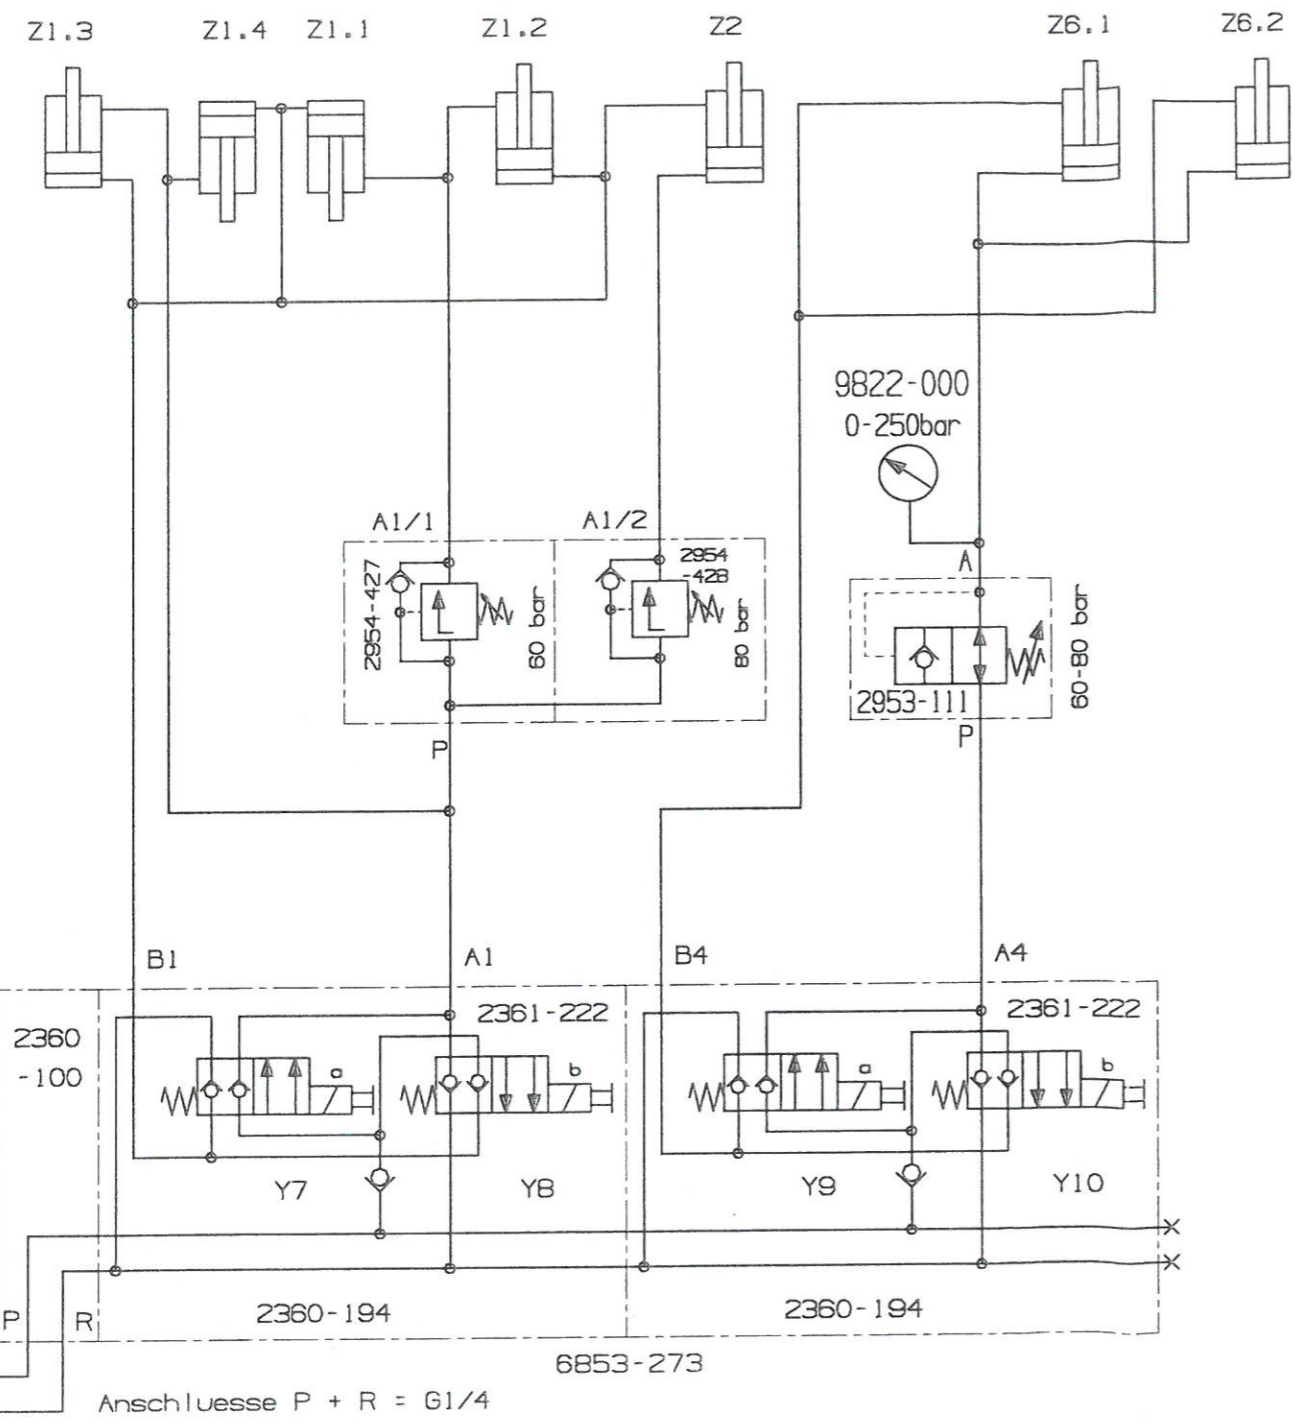 Z1.3
Z1.4
Z1.1
Z1.2
Z2
Z6.1
Z6.2
9822-000
0-250bar
A1/1
A1/2
2954-427
60 bar
2954
-428
80 bar
A
2953-111
60-80 bar
P
P
B1
A1
B4
A4
2360
-100
2361-222
2361-222
a
b
a
b
Y7
Y8
Y9
Y10
P
R
2360-194
2360-194
6853-273
Anschluesse P + R = G1/4